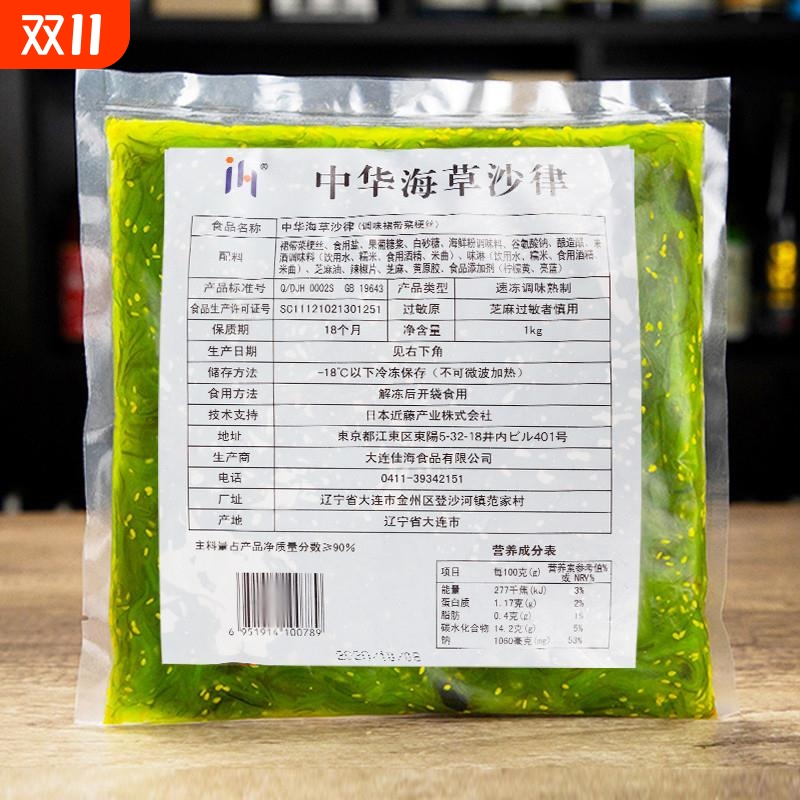 双11
iH®
中华海草沙律
食品名称 中华海草沙律(调味裙带菜梗丝)
配料 裙带菜梗丝、食用盐、果葡糖浆、白砂糖、海鲜粉调味料、谷氨酸钠、酿造醋、米
酒调味料(饮用水、糯米、食用酒精、米曲)、味淋(饮用水、糯米、食用酒精、
米曲)、芝麻油、辣椒片、芝麻、黄原胶、食品添加剂(柠檬黄、亮蓝)
产品标准号 Q/DJH 0002S GB 19643 产品类型 速冻调味熟制
食品生产许可证号 SC11121021301251 过敏原 芝麻过敏者慎用
保质期 18个月 净含量 1kg
生产日期 见右下角
储存方法 -18℃以下冷冻保存(不可微波加热)
食用方法 解冻后开袋食用
技术支持 日本近藤产业株式会社
地址 東京都江東区東陽5-32-18井内ビル401号
生产商 大连佳海食品有限公司
电话 0411-39342151
厂址 辽宁省大连市金州区登沙河镇范家村
产地 辽宁省大连市
主料量占产品净质量分数≥90%
营养成分表
项目 每100克(g) 营养素参考值%或 NRV%
能量 277千焦(kJ) 3%
蛋白质 1.17克(g) 2%
脂肪 0.4克(g) 1%
碳水化合物 14.2克(g) 5%
钠 1060毫克(mg) 53%
6 951914 100789
2020/10/08